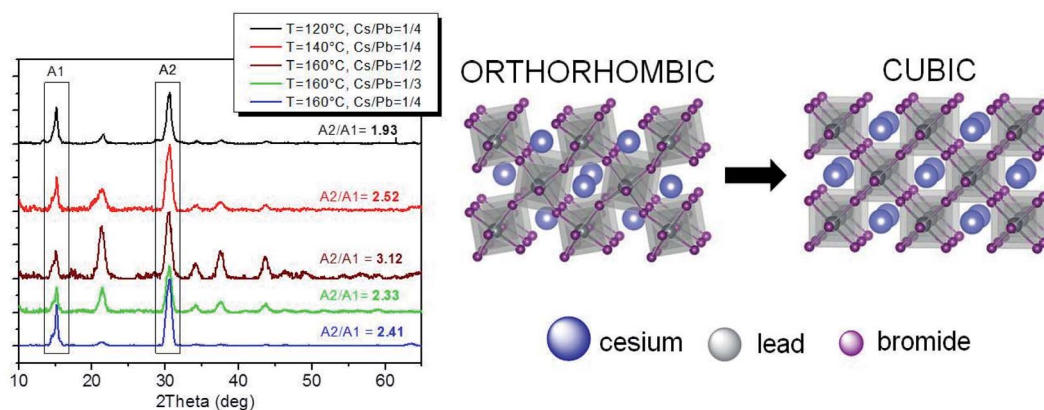 T=120°C, Cs/Pb=1/4
T=140°C, Cs/Pb=1/4
T=160°C, Cs/Pb=1/2
T=160°C, Cs/Pb=1/3
T=160°C, Cs/Pb=1/4
A1
A2
A2/A1= 1.93
A2/A1= 2.52
A2/A1= 3.12
A2/A1= 2.33
A2/A1= 2.41
10 20 30 40 50 60
2Theta (deg)
ORTHORHOMBIC
CUBIC
cesium
lead
bromide